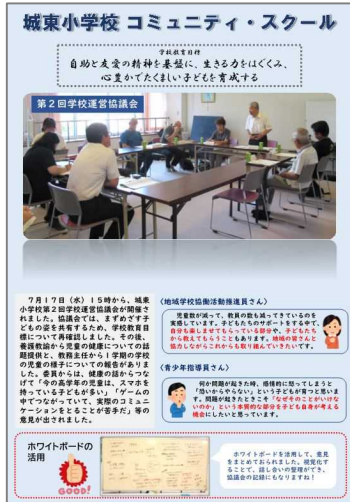 城東小学校 コミュニティ・スクール
学校教育目標
自助と友愛の精神を基盤に、生きる力をはぐくみ、
心豊かでたくましい子どもを育成する
第2回学校運営協議会
７月１７日（水）１５時から、城東
小学校第２回学校運営協議会が開催さ
れました。協議会では、まずめざす子
どもの姿を共有するため、学校教育目
標について再確認しました。その後、
養護教諭から児童の健康についての話
題提供と、教務主任から１学期の学校
の児童の様子についての報告がありま
した。委員からは、健康の話からつな
げて「今の高学年の児童は、スマホを
持っている子どもが多い」「ゲームの
中でつながっていて、実際のコミュニ
ケーションをとることが苦手だ」等の
意見が出されました。
〈地域学校協働活動推進員さん〉
児童数が減って、教員の数も減ってきているのを
実感しています。子どもたちのサポートをする中で、
自分も楽しませてもらっている部分や、子どもたち
から教えてもらうこともあります。地域の皆さんと
協力しながらこれからも取り組んでいきたいです。
〈青少年指導員さん〉
何か問題が起きた時、感情的に怒ってしまうと
「思いからやらない」という子どもが育つと思いま
す。問題が起きたときこそ「なぜそのことがいけな
いのか」という本質的な部分を子ども自身が考える
機会にしたいと思っています。
ホワイトボードの
活用
GOOD!
ホワイトボードを活用して、意見
をまとめておられました。視覚化す
ることで、話し合いの整理ができ、
協議会の記録にもなりますね！